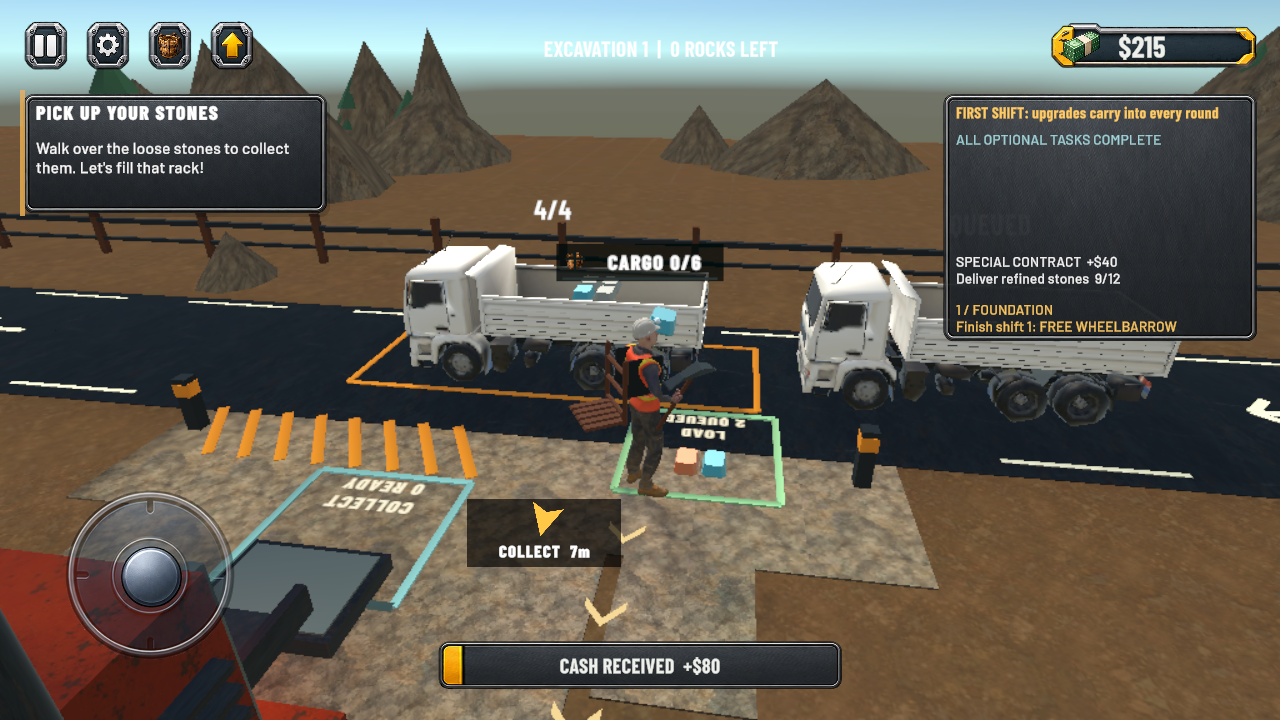 EXCAVATION 1 | 0 ROCKS LEFT
$215
PICK UP YOUR STONES
Walk over the loose stones to collect
them. Let's fill that rack!
FIRST SHIFT: upgrades carry into every round
ALL OPTIONAL TASKS COMPLETE
QUEUED
SPECIAL CONTRACT +$40
Deliver refined stones 9/12
1 / FOUNDATION
Finish shift 1: FREE WHEELBARROW
4/4
CARGO 0/6
LOAD
2 QUEUED
COLLECT
0 READY
COLLECT 7m
CASH RECEIVED +$80